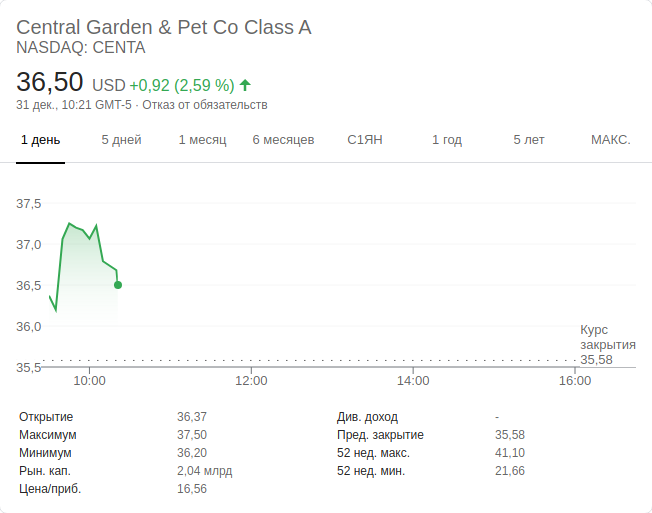 Central Garden & Pet Co Class A
NASDAQ: CENTA
36,50 USD +0,92 (2,59 %)
31 дек., 10:21 GMT-5 · Отказ от обязательств
1 день 5 дней 1 месяц 6 месяцев С1ЯН 1 год 5 лет МАКС.
37,5
37,0
36,5
36,0
35,5
Курс
закрытия
35,58
10:00 12:00 14:00 16:00
Открытие 36,37 Див. доход -
Максимум 37,50 Пред. закрытие 35,58
Минимум 36,20 52 нед. макс. 41,10
Рын. кап. 2,04 млрд 52 нед. мин. 21,66
Цена/приб. 16,56